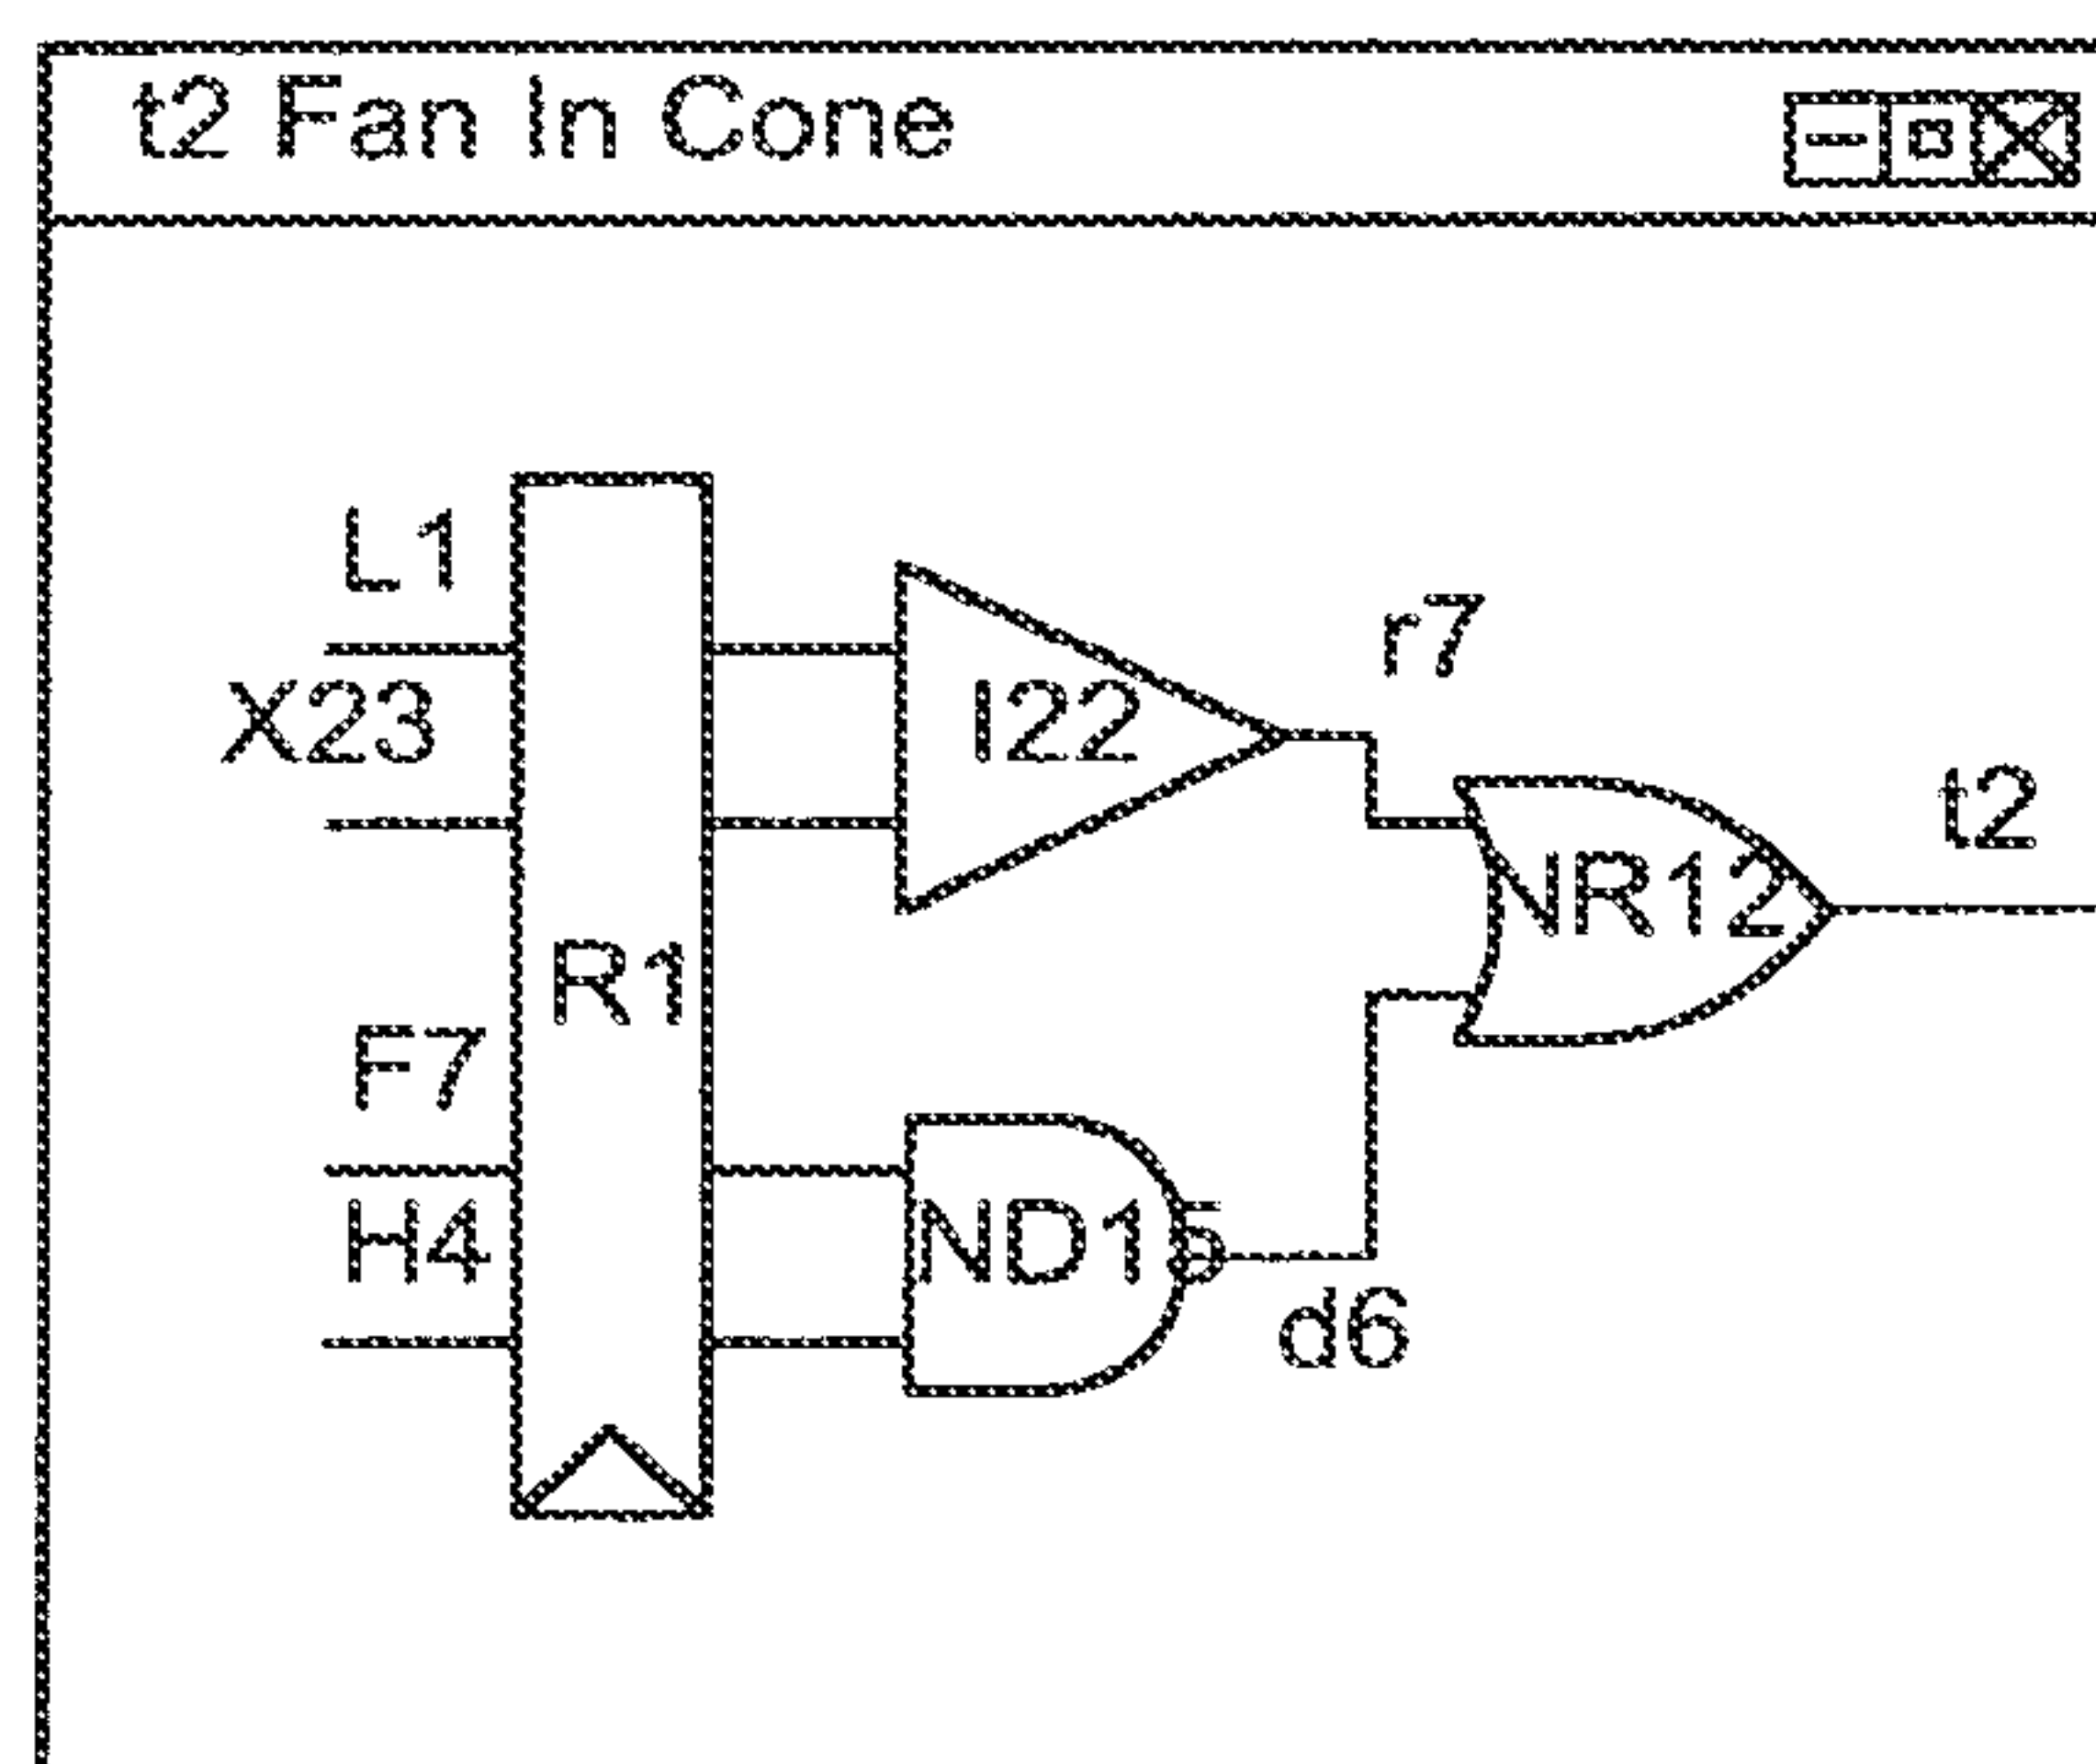 t2 Fan In Cone
L1
r7
X23
I22
t2
NR12
R1
F7
H4
ND15
d6